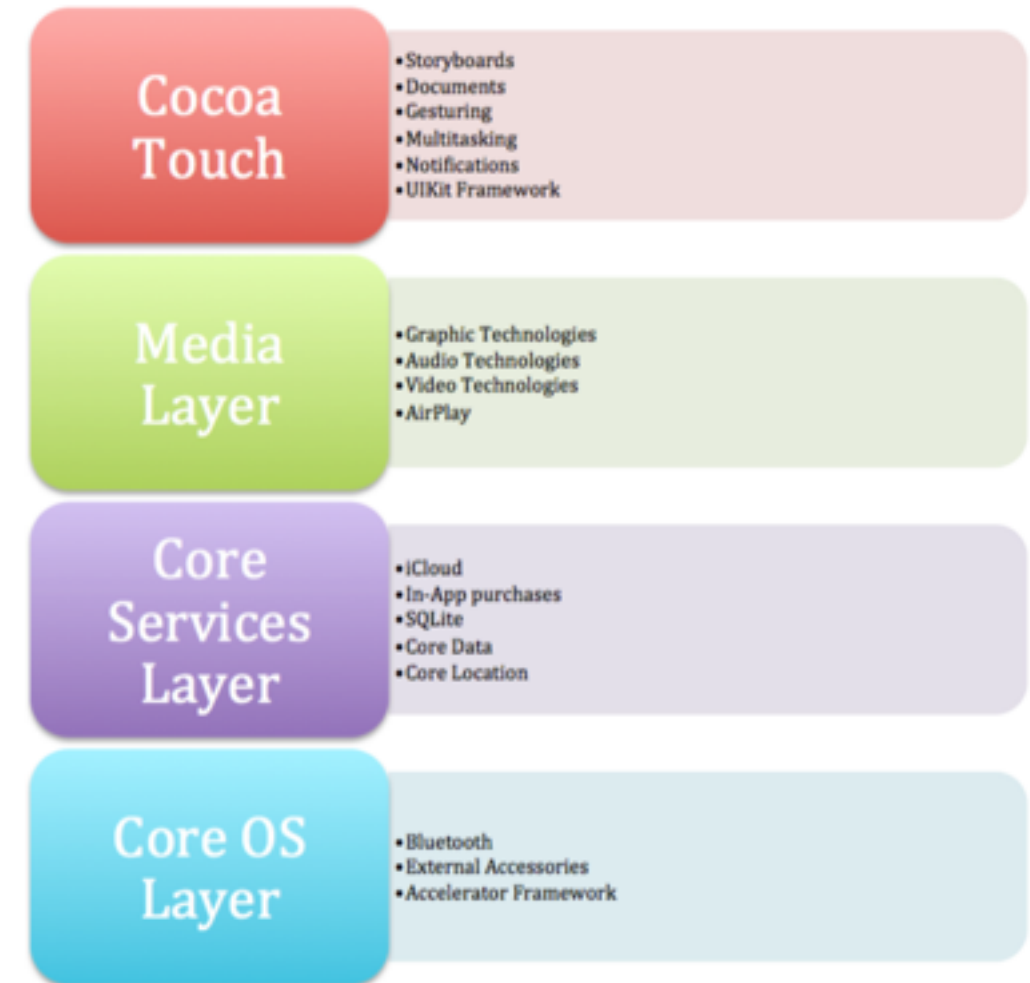 Cocoa
Touch
•Storyboards
•Documents
•Gesturing
•Multitasking
•Notifications
•UIKit Framework
Media
Layer
•Graphic Technologies
•Audio Technologies
•Video Technologies
•AirPlay
Core
Services
Layer
•iCloud
•In-App purchases
•SQLite
•Core Data
•Core Location
Core OS
Layer
•Bluetooth
•External Accessories
•Accelerator Framework